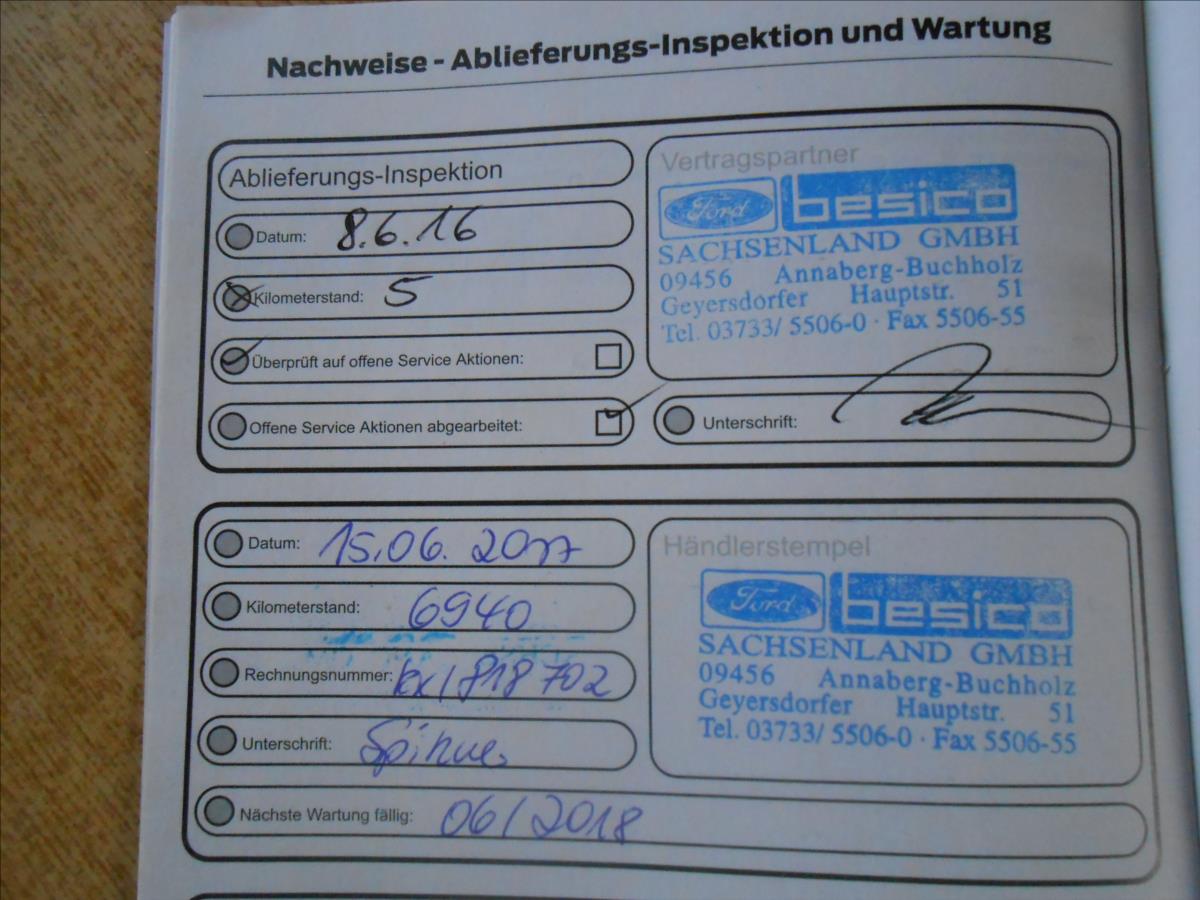 Nachweise - Ablieferungs-Inspektion und Wartung
Ablieferungs-Inspektion
Datum: 8.6.16
Kilometerstand: 5
Überprüft auf offene Service Aktionen:
Offene Service Aktionen abgearbeitet:
Vertragspartner
Ford besico
SACHSENLAND GMBH
09456 Annaberg-Buchholz
Geyersdorfer Hauptstr. 51
Tel. 03733/ 5506-0 · Fax 5506-55
Unterschrift:
Datum: 15.06.2017
Kilometerstand: 6940
Rechnungsnummer: 818702
Unterschrift:
Nächste Wartung fällig: 06/2018
Händlerstempel
Ford besico
SACHSENLAND GMBH
09456 Annaberg-Buchholz
Geyersdorfer Hauptstr. 51
Tel. 03733/ 5506-0 · Fax 5506-55